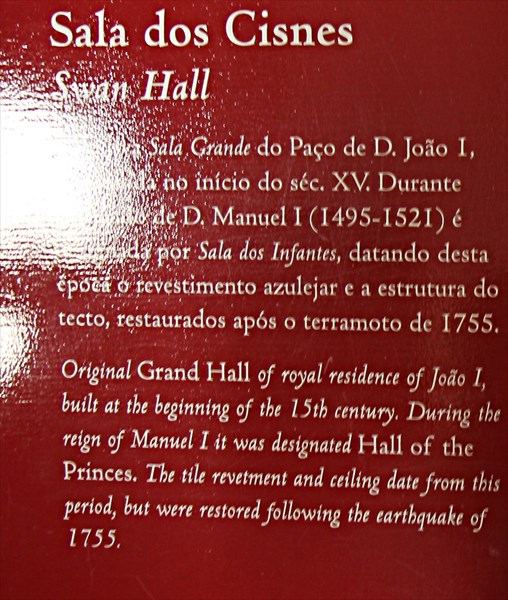 Sala dos Cisnes
Swan Hall
Sala Grande do Paço de D. João I,
no início do séc. XV. Durante
de D. Manuel I (1495-1521) é
por Sala dos Infantes, datando desta
época o revestimento azulejar e a estrutura do
tecto, restaurados após o terramoto de 1755.
Original Grand Hall of royal residence of João I,
built at the beginning of the 15th century. During the
reign of Manuel I it was designated Hall of the
Princes. The tile revetment and ceiling date from this
period, but were restored following the earthquake of
1755.